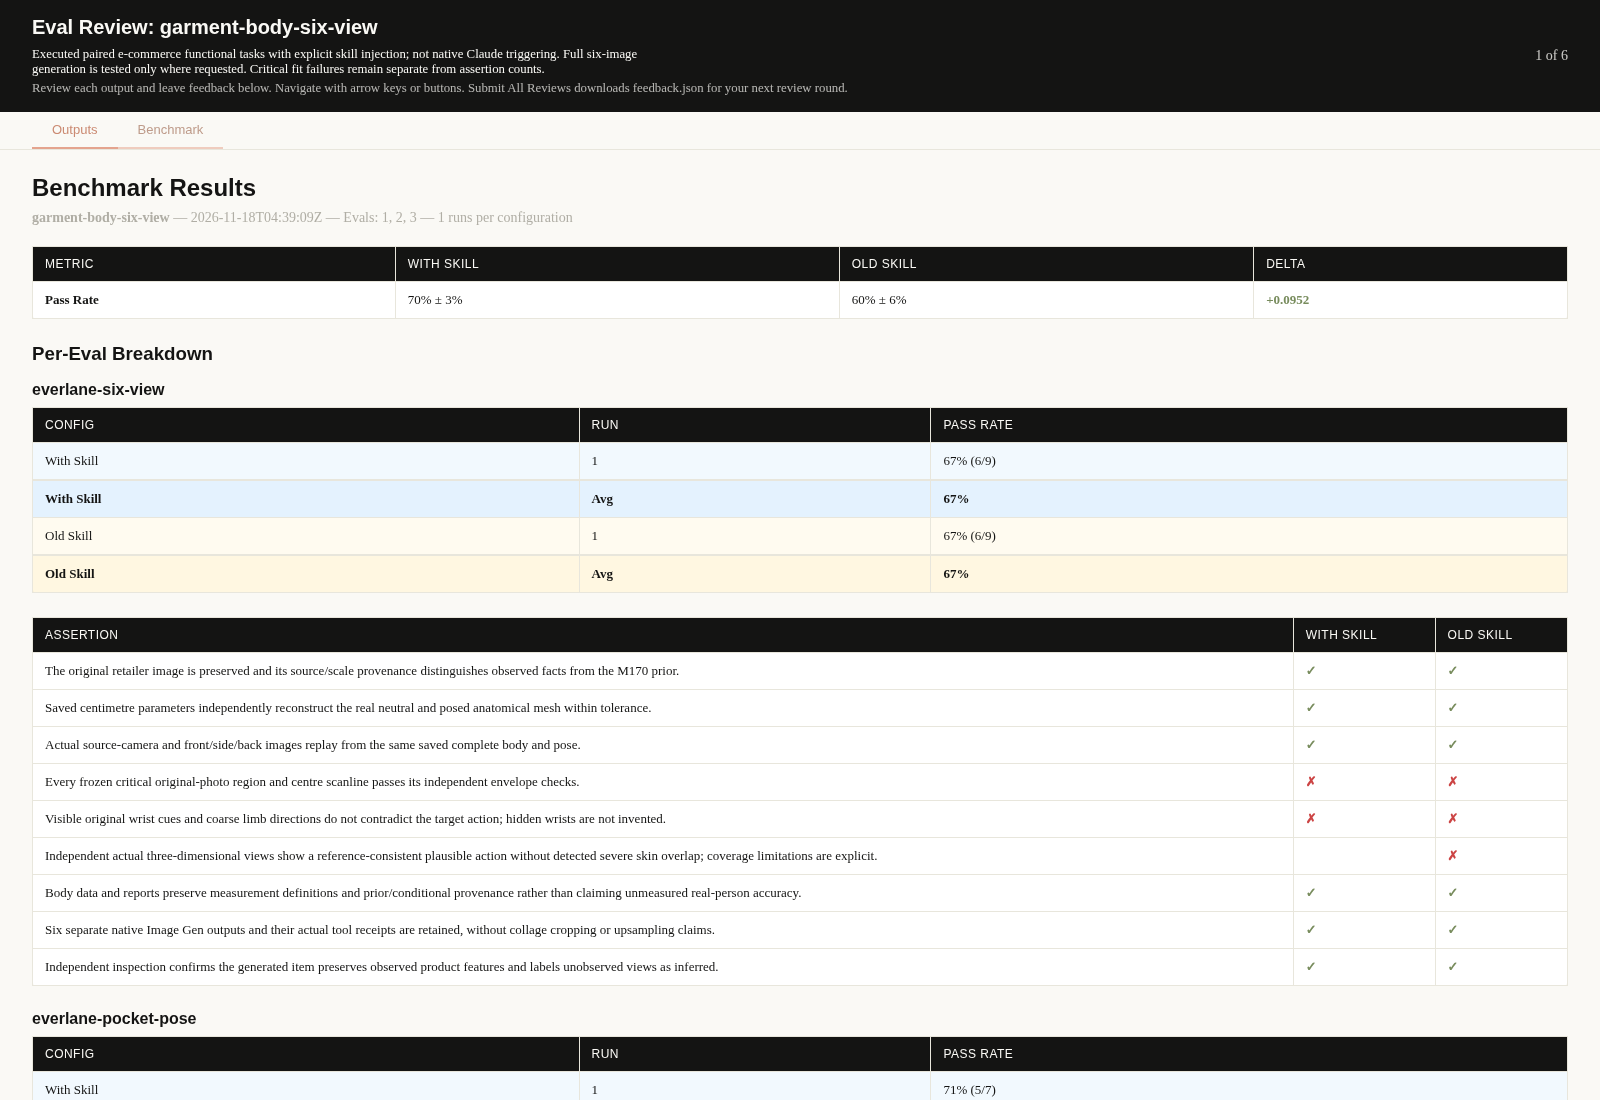 Eval Review: garment-body-six-view
Executed paired e-commerce functional tasks with explicit skill injection; not native Claude triggering. Full six-image
generation is tested only where requested. Critical fit failures remain separate from assertion counts.
Review each output and leave feedback below. Navigate with arrow keys or buttons. Submit All Reviews downloads feedback.json for your next review round.
1 of 6
Outputs Benchmark
Benchmark Results
garment-body-six-view — 2026-11-18T04:39:09Z — Evals: 1, 2, 3 — 1 runs per configuration
METRIC WITH SKILL OLD SKILL DELTA
Pass Rate 70% ± 3% 60% ± 6% +0.0952
Per-Eval Breakdown
everlane-six-view
CONFIG RUN PASS RATE
With Skill 1 67% (6/9)
With Skill Avg 67%
Old Skill 1 67% (6/9)
Old Skill Avg 67%
ASSERTION WITH SKILL OLD SKILL
The original retailer image is preserved and its source/scale provenance distinguishes observed facts from the M170 prior. ✓ ✓
Saved centimetre parameters independently reconstruct the real neutral and posed anatomical mesh within tolerance. ✓ ✓
Actual source-camera and front/side/back images replay from the same saved complete body and pose. ✓ ✓
Every frozen critical original-photo region and centre scanline passes its independent envelope checks. ✗ ✗
Visible original wrist cues and coarse limb directions do not contradict the target action; hidden wrists are not invented. ✗ ✗
Independent actual three-dimensional views show a reference-consistent plausible action without detected severe skin overlap; coverage limitations are explicit. ✗
Body data and reports preserve measurement definitions and prior/conditional provenance rather than claiming unmeasured real-person accuracy. ✓ ✓
Six separate native Image Gen outputs and their actual tool receipts are retained, without collage cropping or upsampling claims. ✓ ✓
Independent inspection confirms the generated item preserves observed product features and labels unobserved views as inferred. ✓ ✓
everlane-pocket-pose
CONFIG RUN PASS RATE
With Skill 1 71% (5/7)